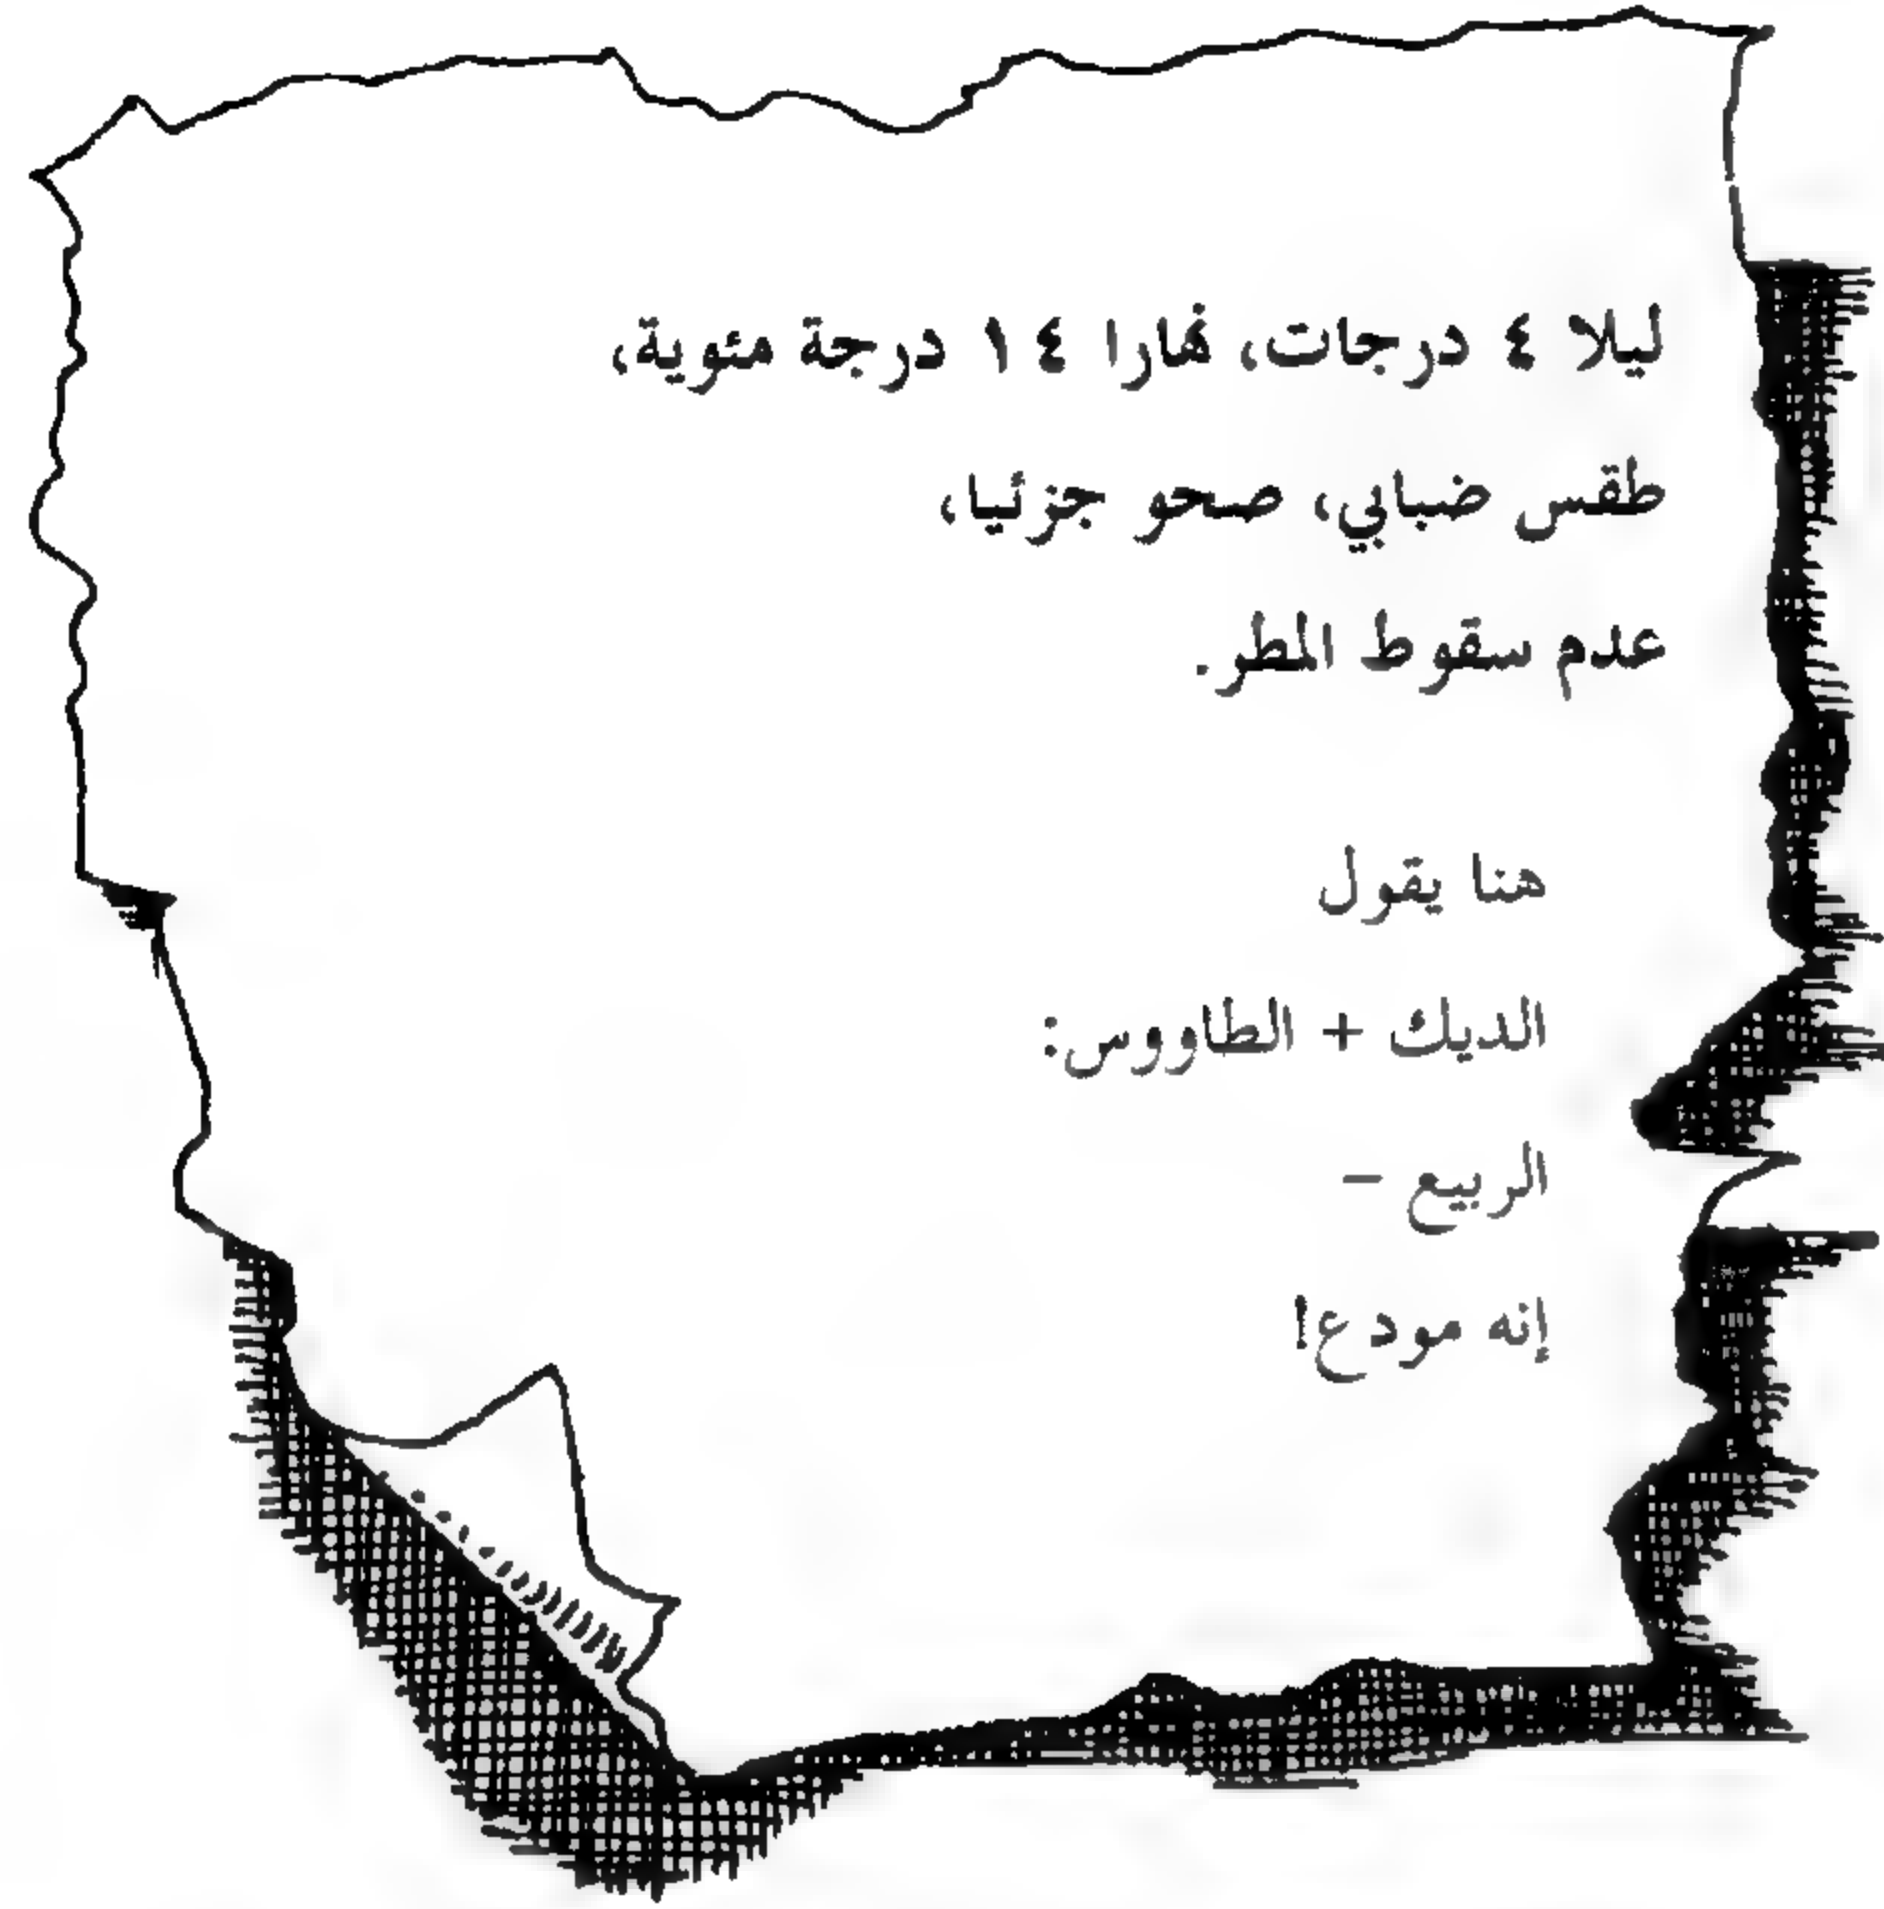 ليلا ٤ درجات، نهارا ١٤ درجة مئوية،
طقس ضبابي، صحو جزئيا،
عدم سقوط المطر.
هنا يقول
الديك + الطاووس:
الربيع –
إنه مودع!